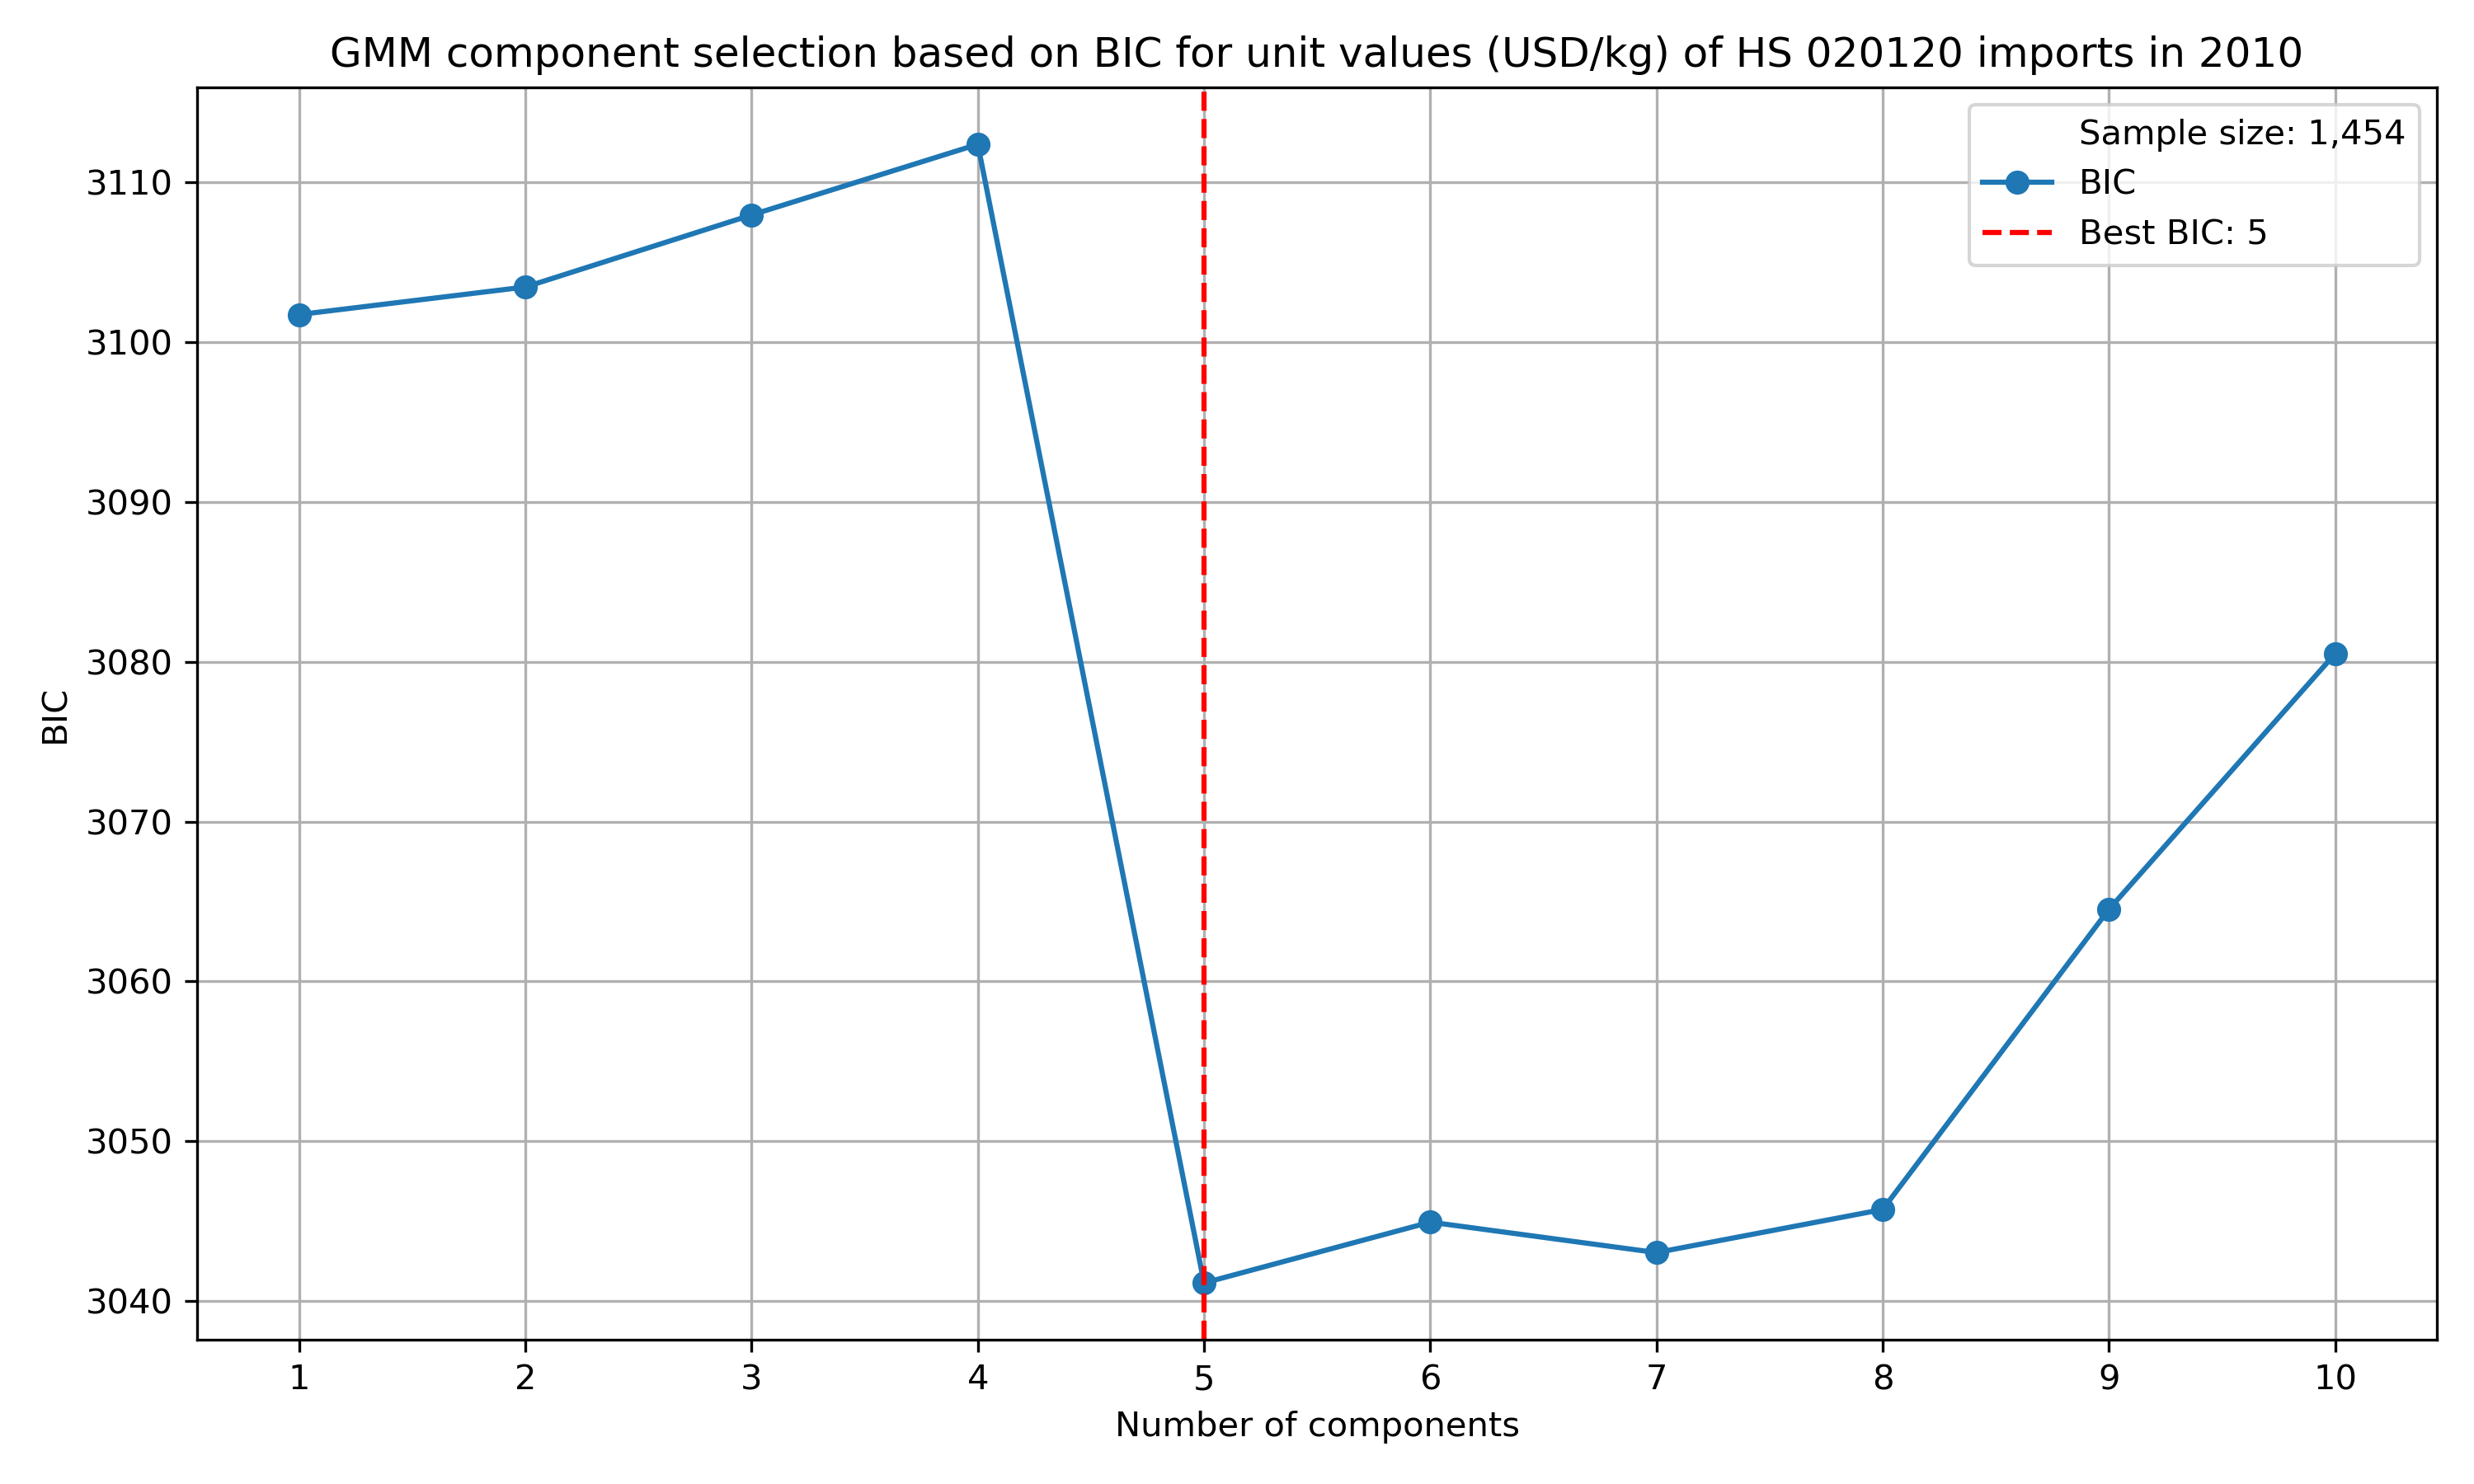 GMM component selection based on BIC for unit values (USD/kg) of HS 020120 imports in 2010
Sample size: 1,454
BIC
Best BIC: 5
BIC
3110
3100
3090
3080
3070
3060
3050
3040
1 2 3 4 5 6 7 8 9 10
Number of components